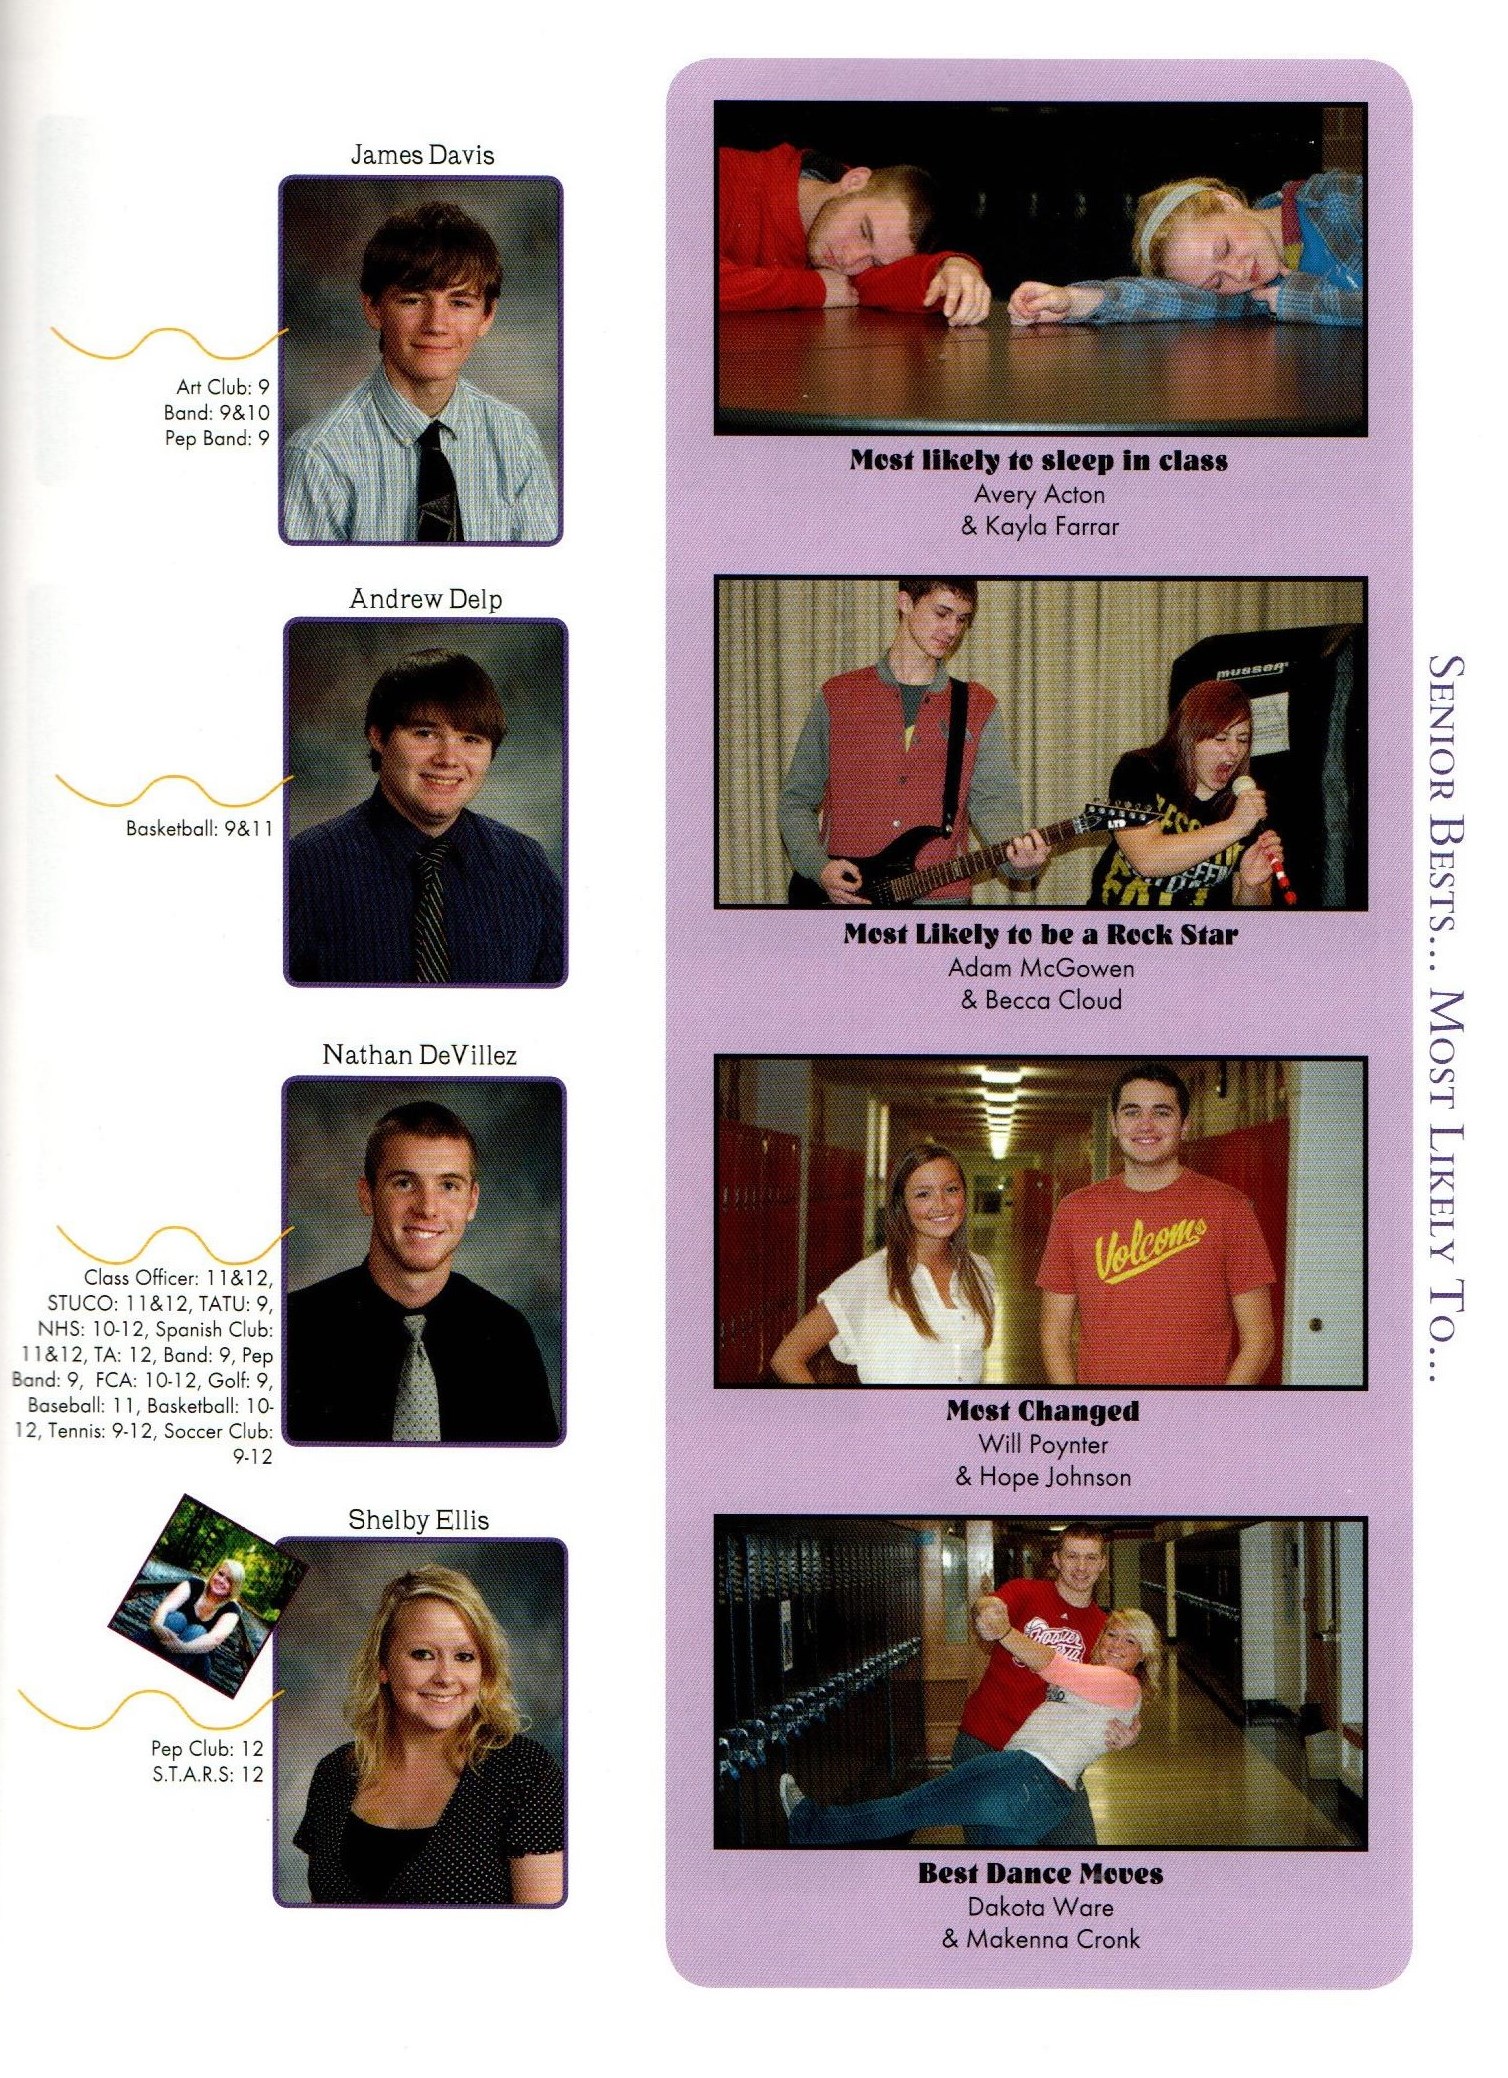 James Davis
Art Club: 9
Band: 9&10
Pep Band: 9
Andrew Delp
Basketball: 9&11
Nathan DeVillez
Class Officer: 11&12,
STUCO: 11&12, TATU: 9,
NHS: 10-12, Spanish Club:
11&12, TA: 12, Band: 9, Pep
Band: 9, FCA: 10-12, Golf: 9,
Baseball: 11, Basketball: 10-
12, Tennis: 9-12, Soccer Club:
9-12
Shelby Ellis
Pep Club: 12
S.T.A.R.S: 12
Most likely to sleep in class
Avery Acton
& Kayla Farrar
musser
LTD
Most Likely to be a Rock Star
Adam McGowen
& Becca Cloud
Volcom
Most Changed
Will Poynter
& Hope Johnson
Hoosier
Best Dance Moves
Dakota Ware
& Makenna Cronk
Senior Bests... Most Likely To...